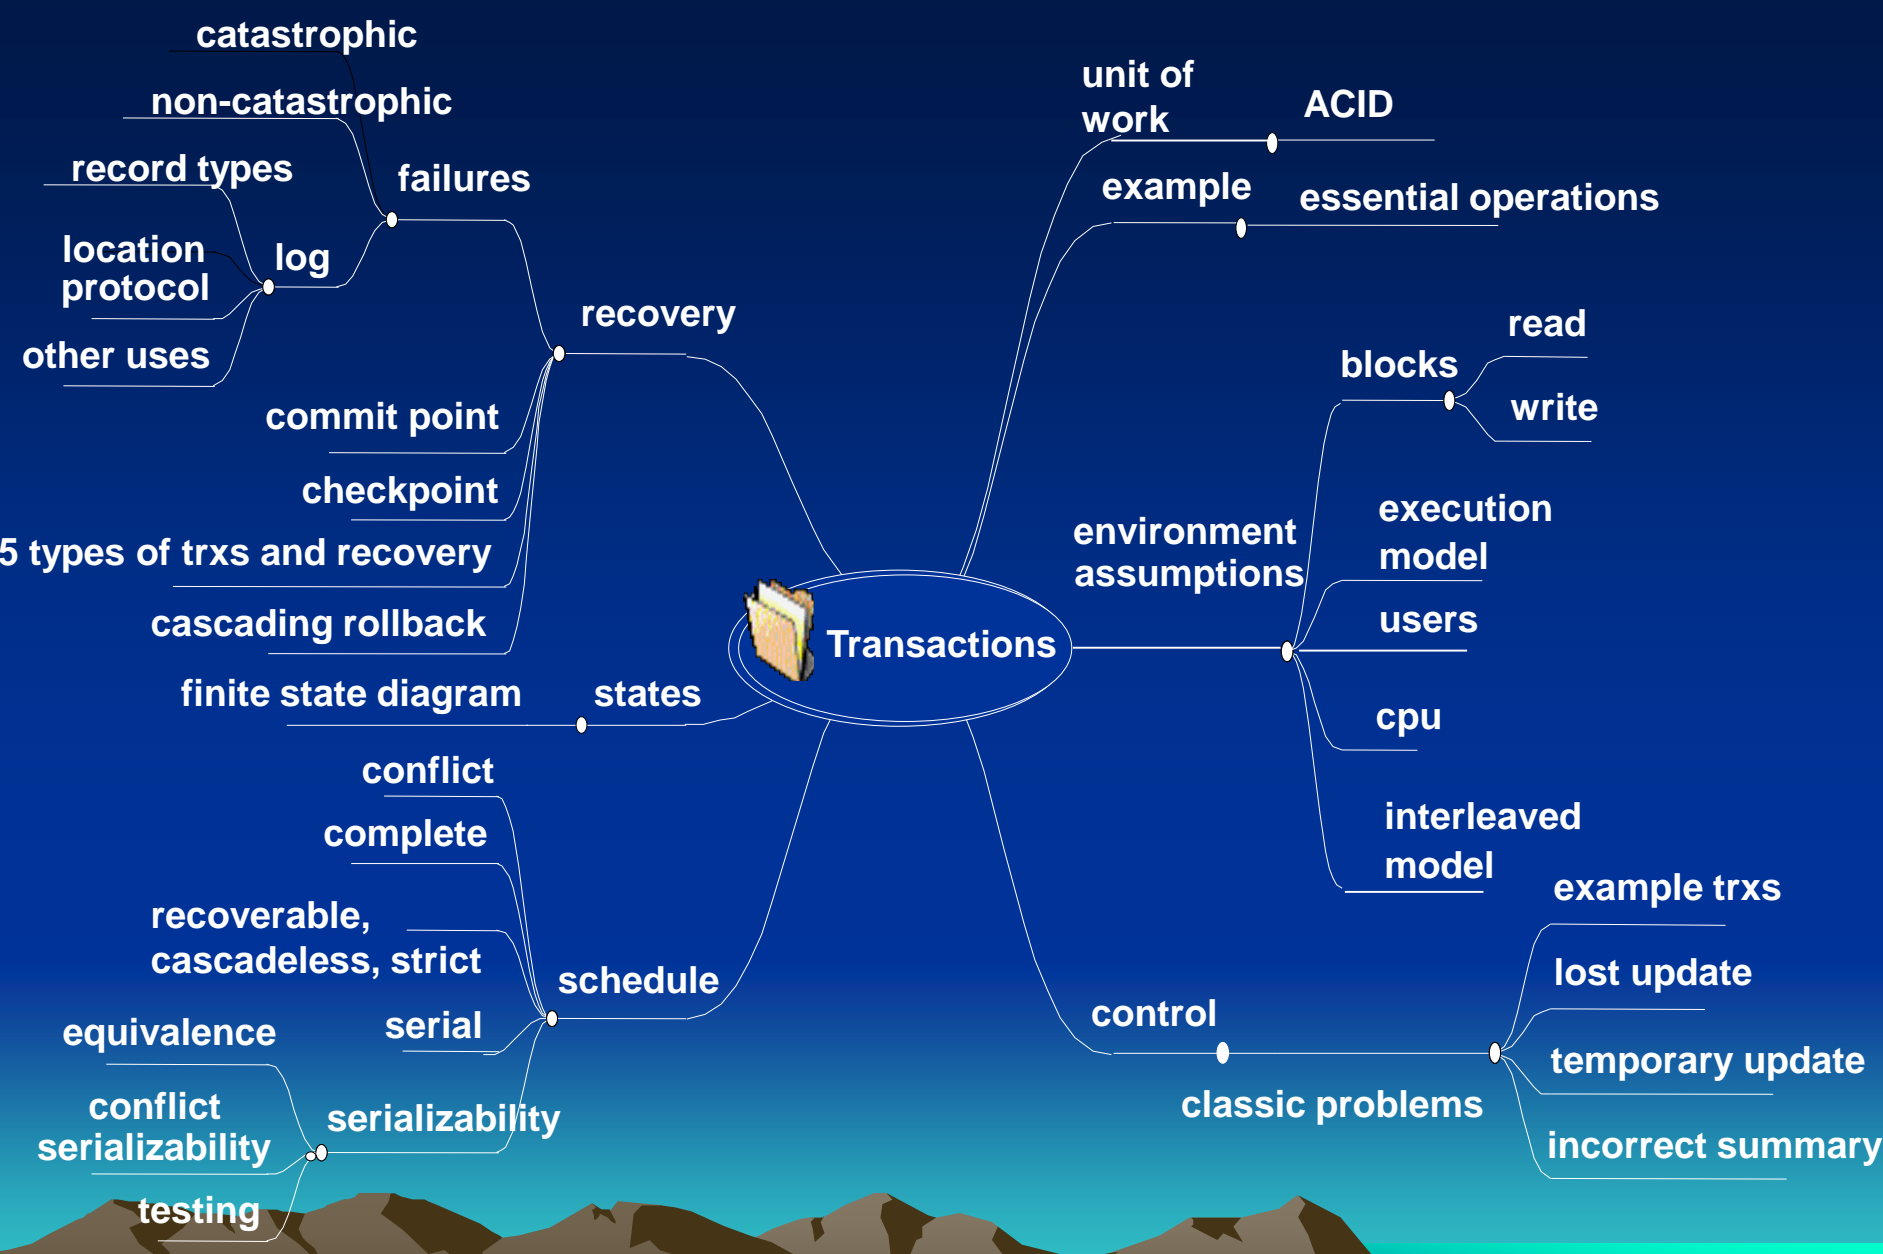 catastrophic
non-catastrophic
record types
failures
location
protocol
log
other uses
recovery
commit point
checkpoint
5 types of trxs and recovery
cascading rollback
finite state diagram
states
conflict
complete
recoverable,
cascadeless, strict
schedule
serial
equivalence
conflict
serializability
serializability
testing
Transactions
unit of
work
ACID
example
essential operations
read
blocks
write
environment
assumptions
execution
model
users
cpu
interleaved
model
example trxs
lost update
control
temporary update
classic problems
incorrect summary